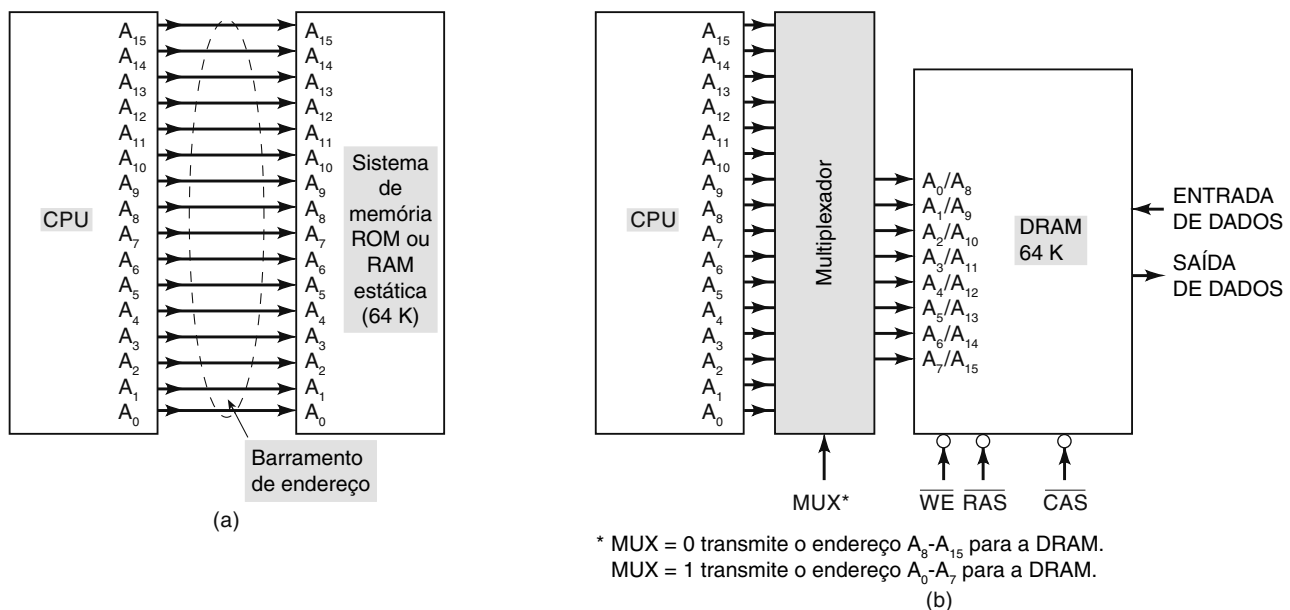 CPU
A15
A14
A13
A12
A11
A10
A9
A8
A7
A6
A5
A4
A3
A2
A1
A0
A15
A14
A13
A12
A11
A10
A9
A8
A7
A6
A5
A4
A3
A2
A1
A0
Sistema
de
memória
ROM ou
RAM
estática
(64 K)
Barramento
de endereço
(a)
CPU
A15
A14
A13
A12
A11
A10
A9
A8
A7
A6
A5
A4
A3
A2
A1
A0
Multiplexador
MUX*
A0/A8
A1/A9
A2/A10
A3/A11
A4/A12
A5/A13
A6/A14
A7/A15
DRAM
64 K
ENTRADA
DE DADOS
SAÍDA
DE DADOS
WE RAS CAS
* MUX = 0 transmite o endereço A8-A15 para a DRAM.
MUX = 1 transmite o endereço A0-A7 para a DRAM.
(b)